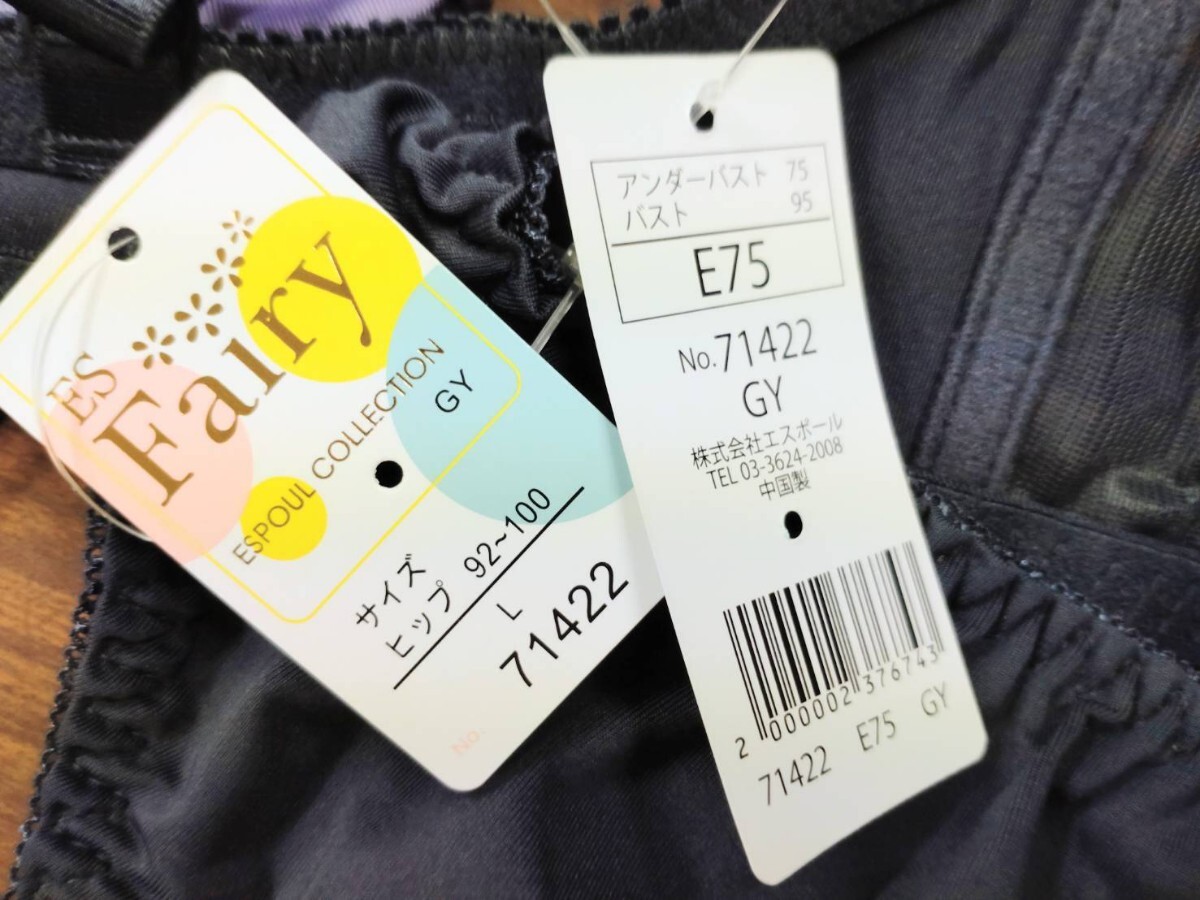 ES
Fairy
ESPOUL COLLECTION
GY
サイズ
ヒップ 92~100
L
71422
No.
アンダーバスト 75
バスト 95
E75
No.71422
GY
株式会社エスポール
TEL 03-3624-2008
中国製
2 000002 376743
71422 E75 GY